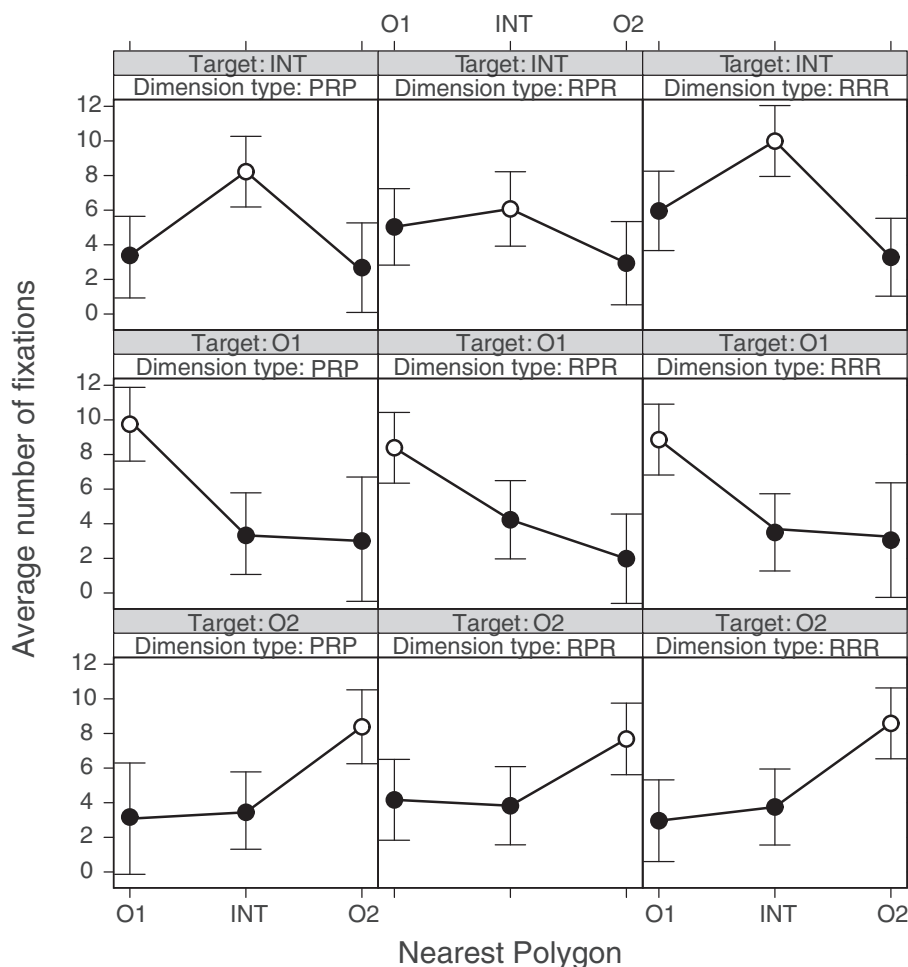 O1 INT O2
Target: INT Target: INT Target: INT
Dimension type: PRP Dimension type: RPR Dimension type: RRR
12
10
8
6
4
2
0
Target: O1 Target: O1 Target: O1
Dimension type: PRP Dimension type: RPR Dimension type: RRR
12
10
8
6
4
2
0
Target: O2 Target: O2 Target: O2
Dimension type: PRP Dimension type: RPR Dimension type: RRR
12
10
8
6
4
2
0
O1 INT O2 O1 INT O2
Average number of fixations
Nearest Polygon